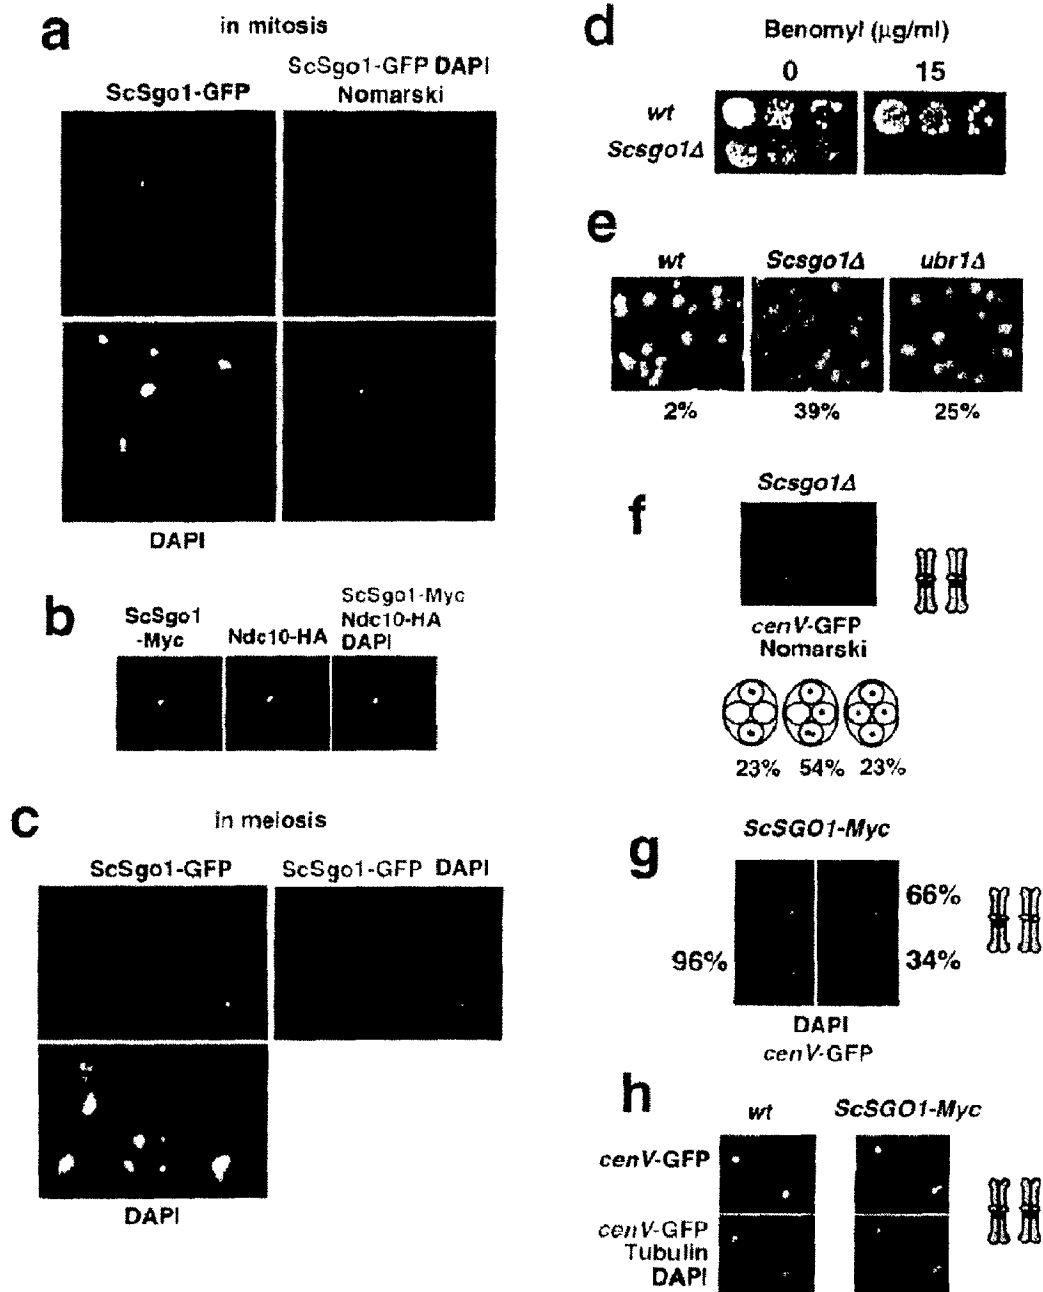 a
in mitosis
ScSgo1-GFP
ScSgo1-GFP DAPI
Nomarski
DAPI
b
ScSgo1
-Myc
Ndc10-HA
ScSgo1-Myc
Ndc10-HA
DAPI
c
in meiosis
ScSgo1-GFP
ScSgo1-GFP DAPI
DAPI
d
Benomyl (μg/ml)
0 15
wt
Scsgo1Δ
e
wt Scsgo1Δ ubr1Δ
2% 39% 25%
f
Scsgo1Δ
cenV-GFP
Nomarski
23% 54% 23%
g
ScSGO1-Myc
66%
96% 34%
DAPI
cenV-GFP
h
wt ScSGO1-Myc
cenV-GFP
cenV-GFP
Tubulin
DAPI